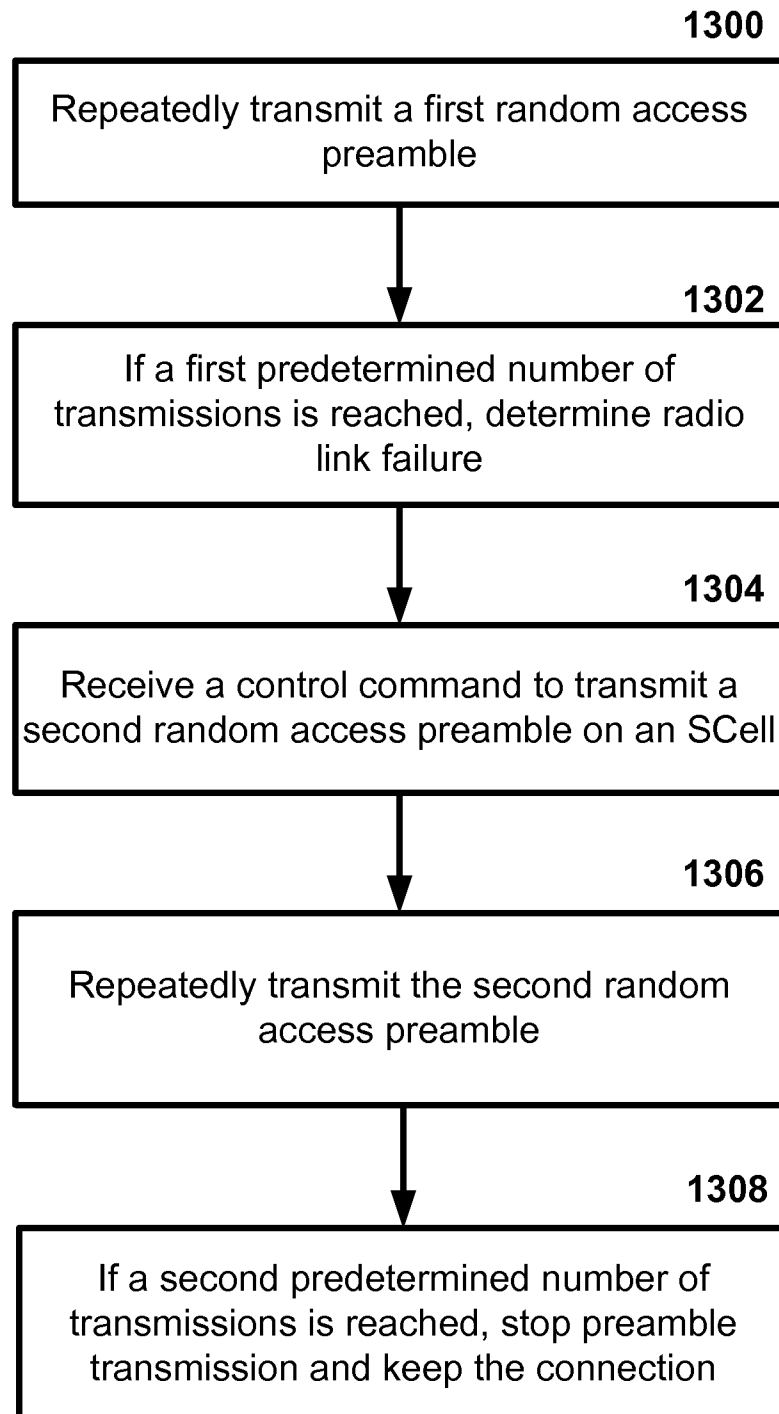 1300
Repeatedly transmit a first random access
preamble
1302
If a first predetermined number of
transmissions is reached, determine radio
link failure
1304
Receive a control command to transmit a
second random access preamble on an SCell
1306
Repeatedly transmit the second random
access preamble
1308
If a second predetermined number of
transmissions is reached, stop preamble
transmission and keep the connection